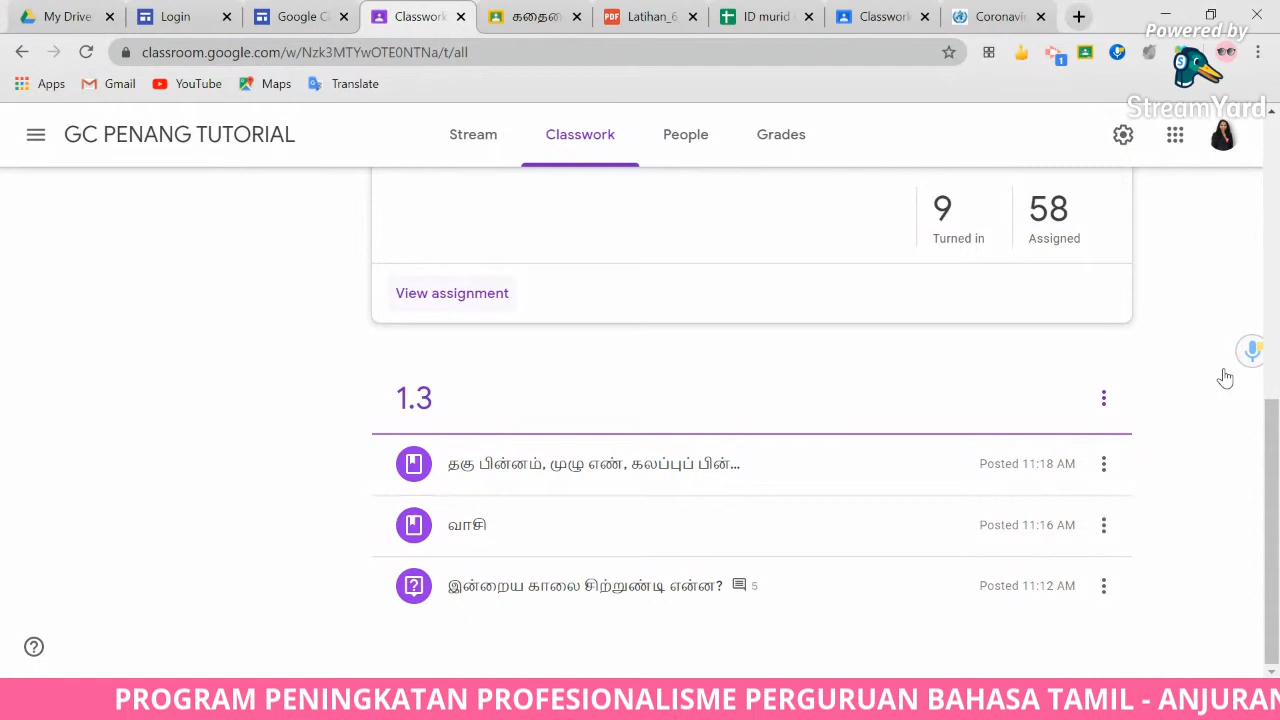 My Drive
Login
Google C
Classwork
கதைை
Latihan_6
ID murid
Classwork
Coronavir
Powered by
classroom.google.com/w/Nzk3MTYwOTE0NTNa/t/all
1
Apps
Gmail
YouTube
Maps
Translate
StreamYard
GC PENANG TUTORIAL
Stream
Classwork
People
Grades
9
58
Turned in
Assigned
View assignment
1.3
தகு பின்னம், முழு எண், கலப்புப் பின்...
Posted 11:18 AM
வாசி
Posted 11:16 AM
இன்றைய காலை சிற்றுண்டி என்ன?
5
Posted 11:12 AM
PROGRAM PENINGKATAN PROFESIONALISME PERGURUAN BAHASA TAMIL - ANJURAN